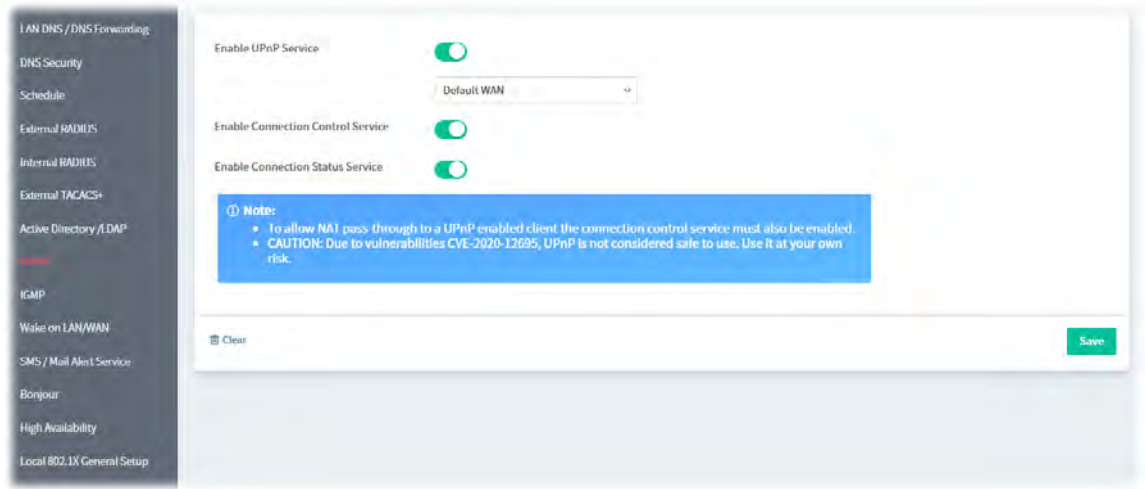 LAN DNS / DNS Forwarding
DNS Security
Schedule
External RADIUS
Internal RADIUS
External TACACS+
Active Directory /LDAP
IGMP
Wake on LAN/WAN
SMS / Mail Alert Service
Bonjour
High Availability
Local 802.1X General Setup
Enable UPnP Service
Default WAN
Enable Connection Control Service
Enable Connection Status Service
Note:
• To allow NAT pass-through to a UPnP enabled client the connection control service must also be enabled.
• CAUTION: Due to vulnerabilities CVE-2020-12695, UPnP is not considered safe to use. Use it at your own
risk.
Clear
Save